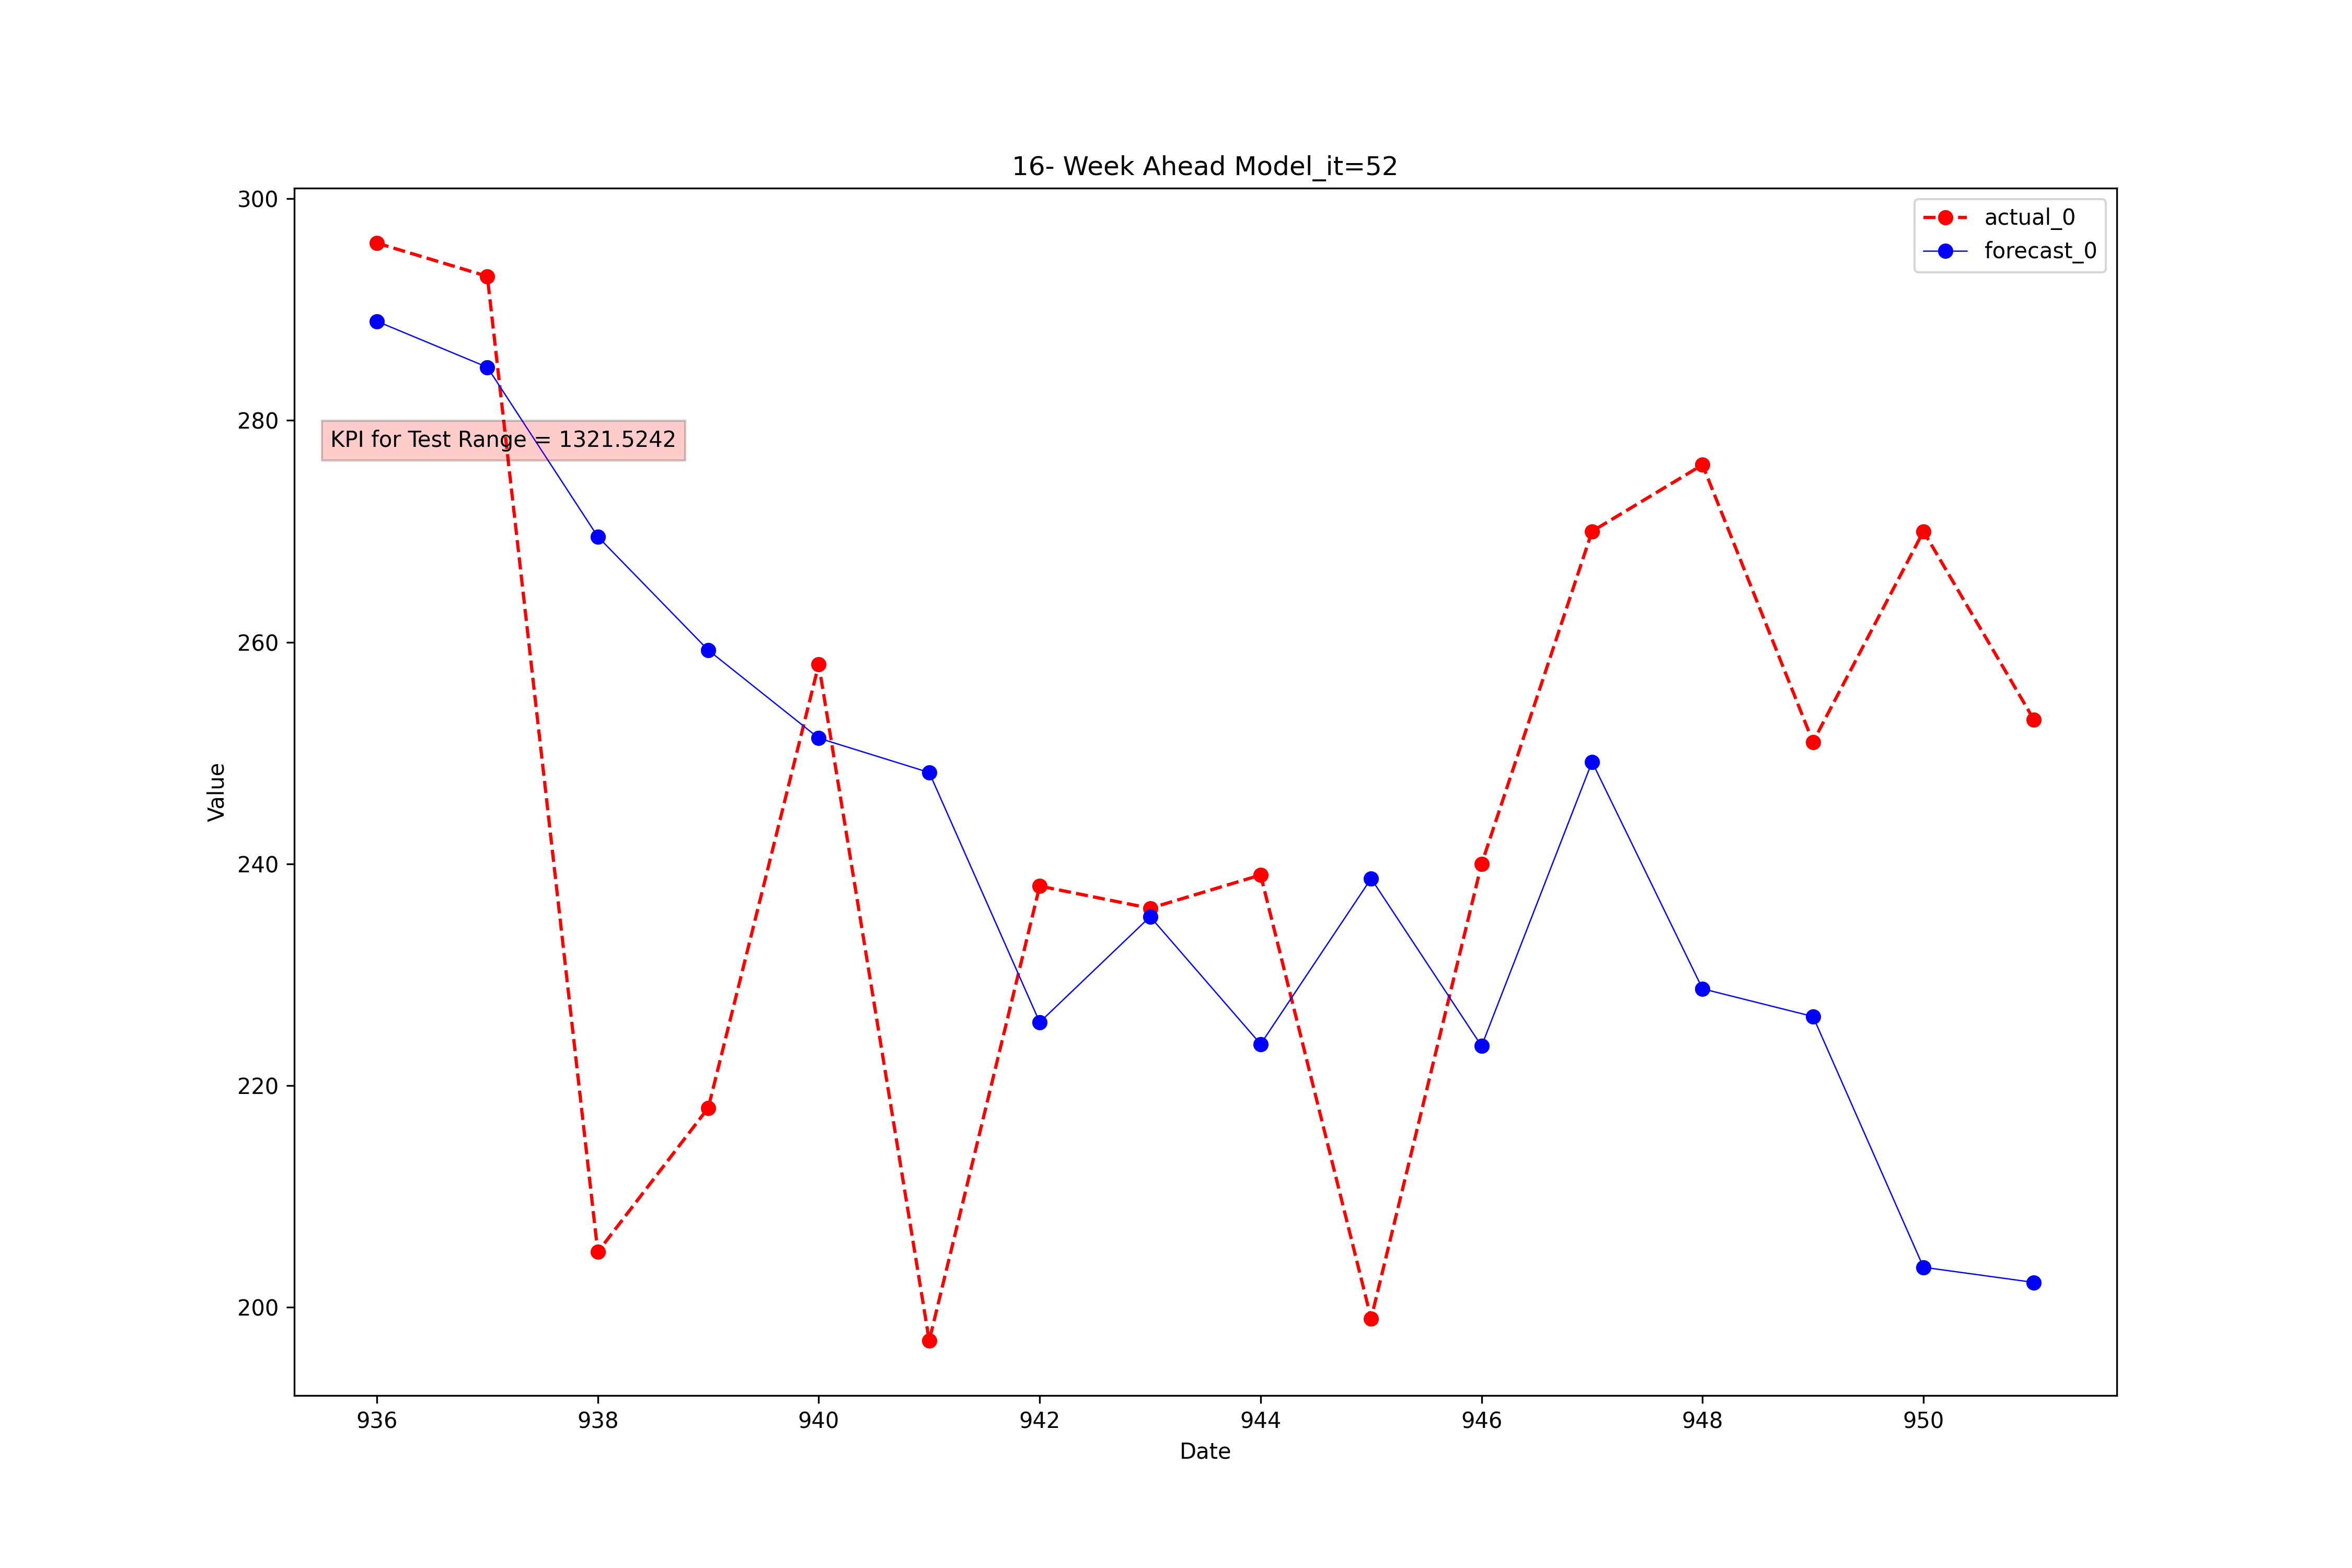 16- Week Ahead Model_it=52
actual_0
forecast_0
KPI for Test Range = 1321.5242
Value
300
280
260
240
220
200
936
938
940
942
944
946
948
950
Date